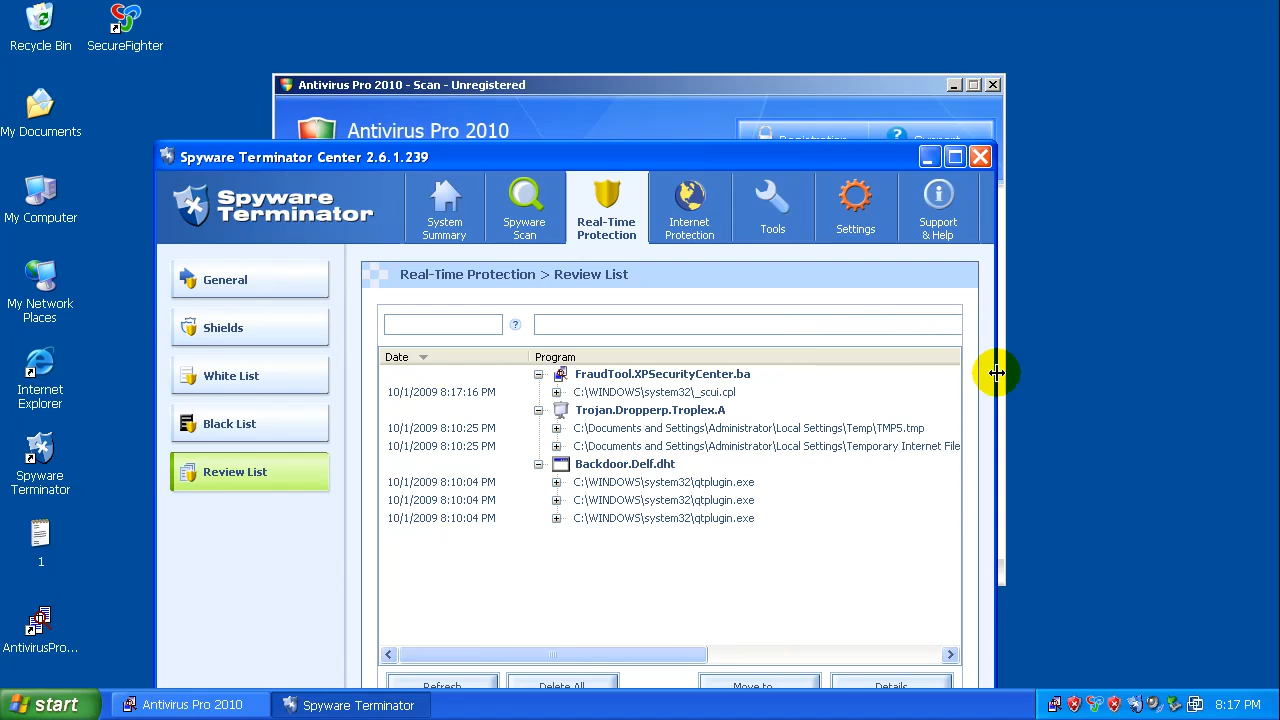 Recycle Bin
SecureFighter
My Documents
My Computer
My Network
Places
Internet
Explorer
Spyware
Terminator
1
AntivirusPro...
Antivirus Pro 2010 - Scan - Unregistered
Antivirus Pro 2010
Registration
Support
Spyware Terminator Center 2.6.1.239
Spyware
Terminator
System
Summary
Spyware
Scan
Real-Time
Protection
Internet
Protection
Tools
Settings
Support
& Help
General
Shields
White List
Black List
Review List
Real-Time Protection > Review List
?
Date
Program
FraudTool.XPSecurityCenter.ba
10/1/2009 8:17:16 PM C:\WINDOWS\system32\_scui.cpl
Trojan.Dropperp.Troplex.A
10/1/2009 8:10:25 PM C:\Documents and Settings\Administrator\Local Settings\Temp\TMP5.tmp
10/1/2009 8:10:25 PM C:\Documents and Settings\Administrator\Local Settings\Temporary Internet File
Backdoor.Delf.dht
10/1/2009 8:10:04 PM C:\WINDOWS\system32\qtplugin.exe
10/1/2009 8:10:04 PM C:\WINDOWS\system32\qtplugin.exe
10/1/2009 8:10:04 PM C:\WINDOWS\system32\qtplugin.exe
Refresh
Delete All
Move to
Details
start
Antivirus Pro 2010
Spyware Terminator
8:17 PM